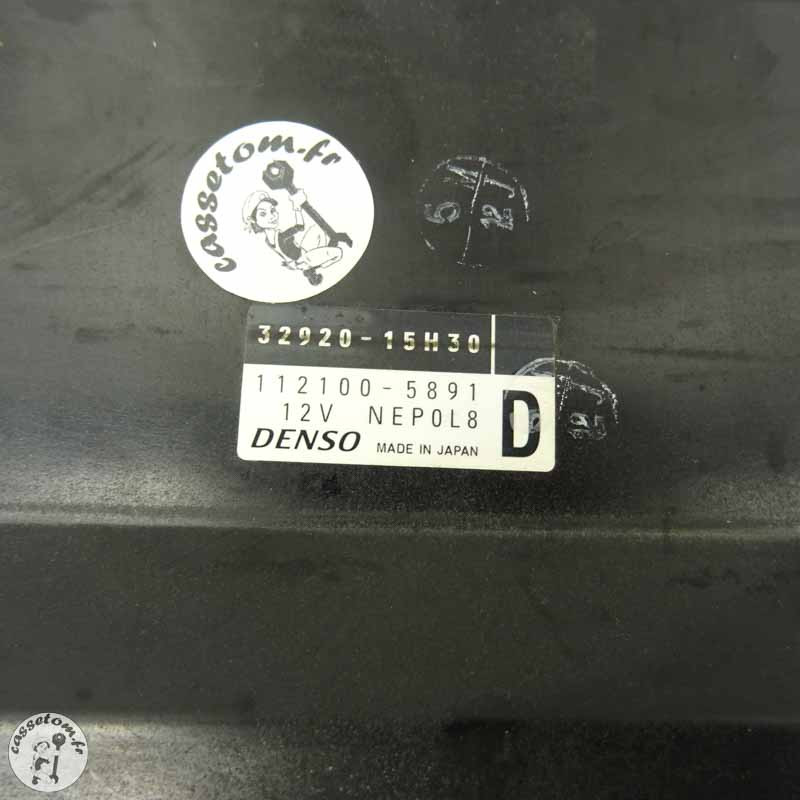 cassetom.fr
32920-15H30
112100-5891
12V NEP0L8
D
DENSO MADE IN JAPAN
cassetom.fr